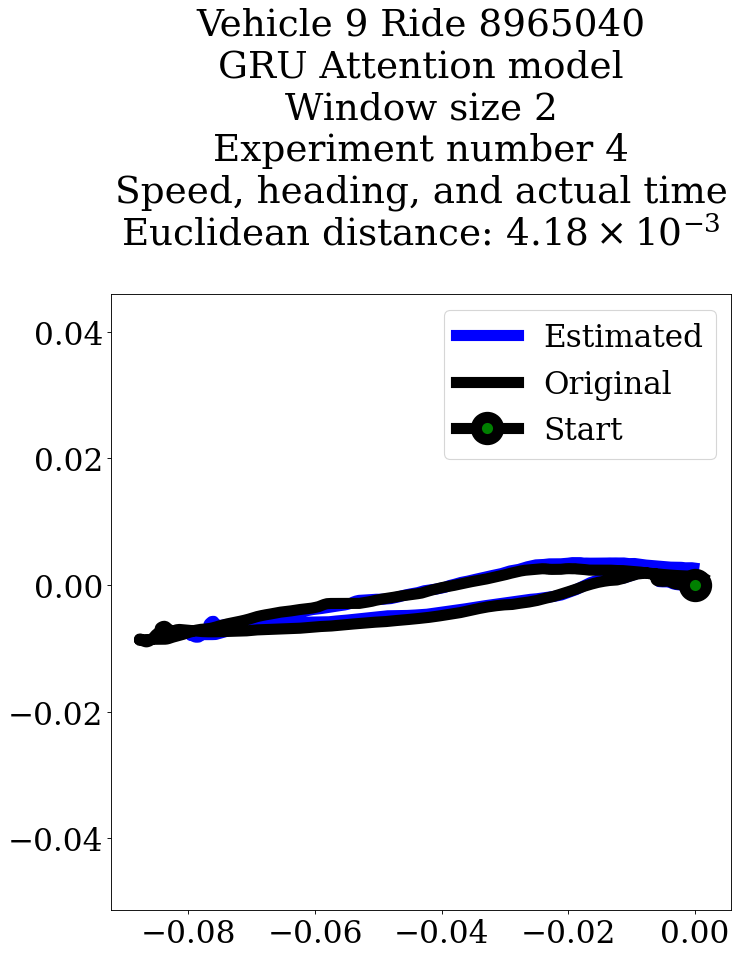 Vehicle 9 Ride 8965040
GRU Attention model
Window size 2
Experiment number 4
Speed, heading, and actual time
Euclidean distance: 4.18 × 10⁻³
Estimated
Original
Start
0.04
0.02
0.00
−0.02
−0.04
−0.08
−0.06
−0.04
−0.02
0.00